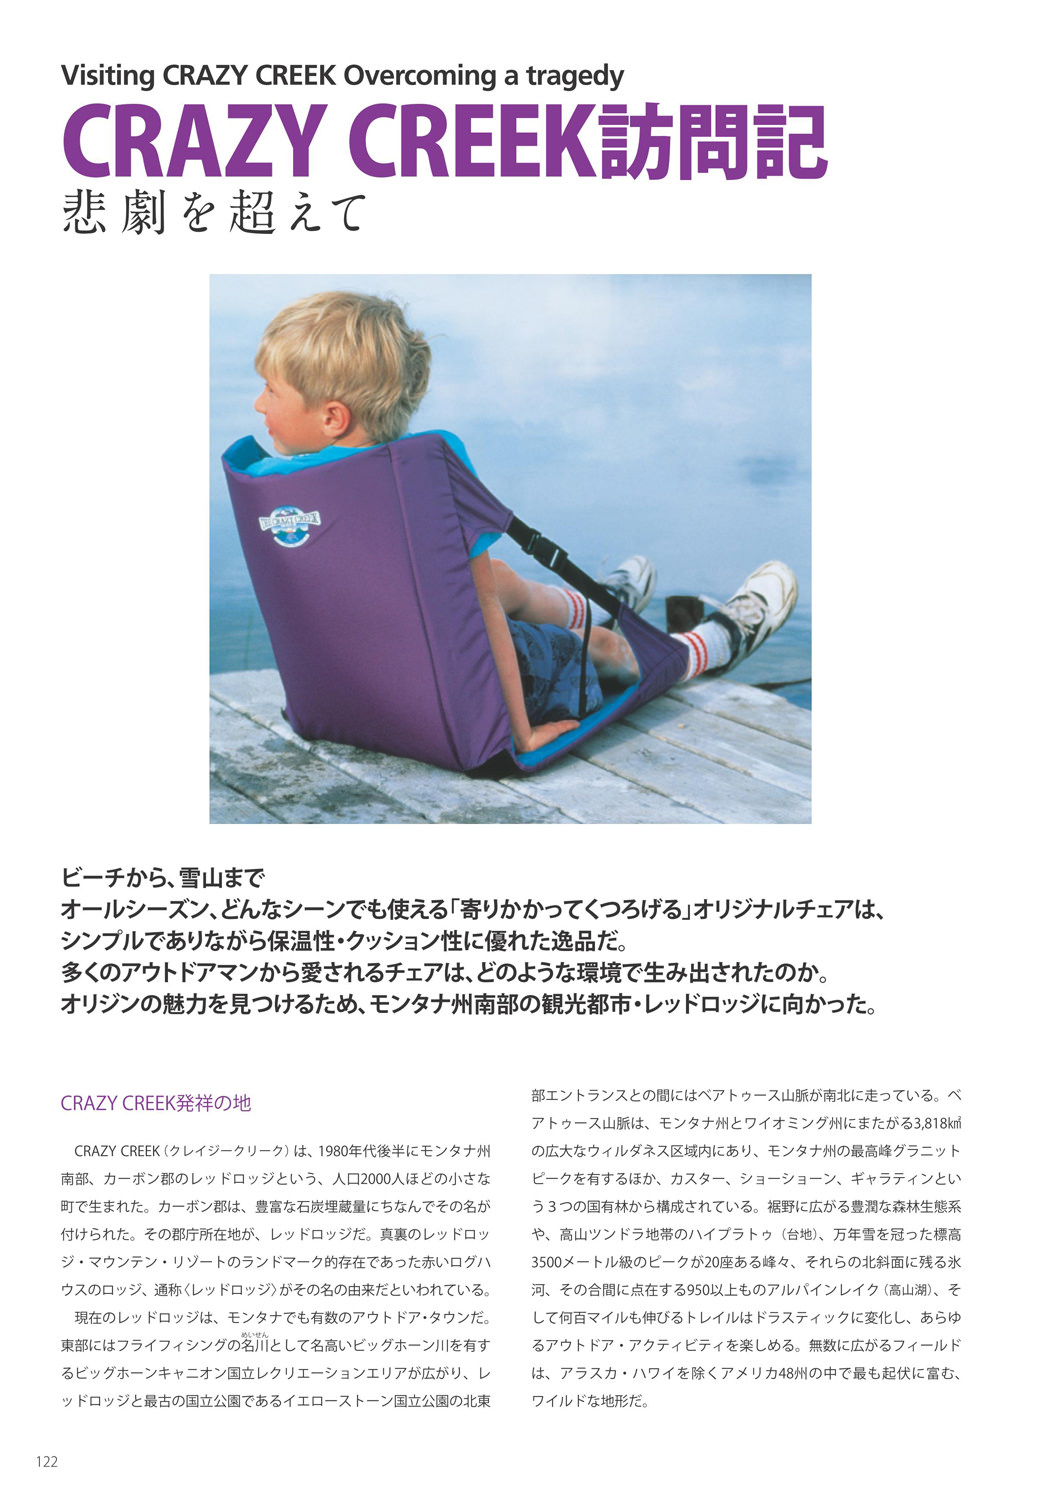 Visiting CRAZY CREEK Overcoming a tragedy
CRAZY CREEK訪問記
悲劇を超えて
THE CRAZY CREEK
ビーチから、雪山まで
オールシーズン、どんなシーンでも使える「寄りかかってくつろげる」オリジナルチェアは、
シンプルでありながら保温性・クッション性に優れた逸品だ。
多くのアウトドアマンから愛されるチェアは、どのような環境で生み出されたのか。
オリジンの魅力を見つけるため、モンタナ州南部の観光都市・レッドロッジに向かった。
CRAZY CREEK発祥の地
CRAZY CREEK（クレイジークリーク）は、1980年代後半にモンタナ州
南部、カーボン郡のレッドロッジという、人口2000人ほどの小さな
町で生まれた。カーボン郡は、豊富な石炭埋蔵量にちなんでその名が
付けられた。その郡庁所在地が、レッドロッジだ。真裏のレッドロッ
ジ・マウンテン・リゾートのランドマーク的存在であった赤いログハ
ウスのロッジ、通称〈レッドロッジ〉がその名の由来だといわれている。
現在のレッドロッジは、モンタナでも有数のアウトドア・タウンだ。
めいせん
東部にはフライフィシングの名川として名高いビッグホーン川を有す
るビッグホーンキャニオン国立レクリエーションエリアが広がり、レ
ッドロッジと最古の国立公園であるイエローストーン国立公園の北東
部エントランスとの間にはベアトゥース山脈が南北に走っている。ベ
アトゥース山脈は、モンタナ州とワイオミング州にまたがる3,818㎢
の広大なウィルダネス区域内にあり、モンタナ州の最高峰グラニット
ピークを有するほか、カスター、ショーショーン、ギャラティンとい
う３つの国有林から構成されている。裾野に広がる豊潤な森林生態系
や、高山ツンドラ地帯のハイプラトゥ（台地）、万年雪を冠った標高
3500メートル級のピークが20座ある峰々、それらの北斜面に残る氷
河、その合間に点在する950以上ものアルパインレイク（高山湖）、そ
して何百マイルも伸びるトレイルはドラスティックに変化し、あらゆ
るアウトドア・アクティビティを楽しめる。無数に広がるフィールド
は、アラスカ・ハワイを除くアメリカ48州の中で最も起伏に富む、
ワイルドな地形だ。
122